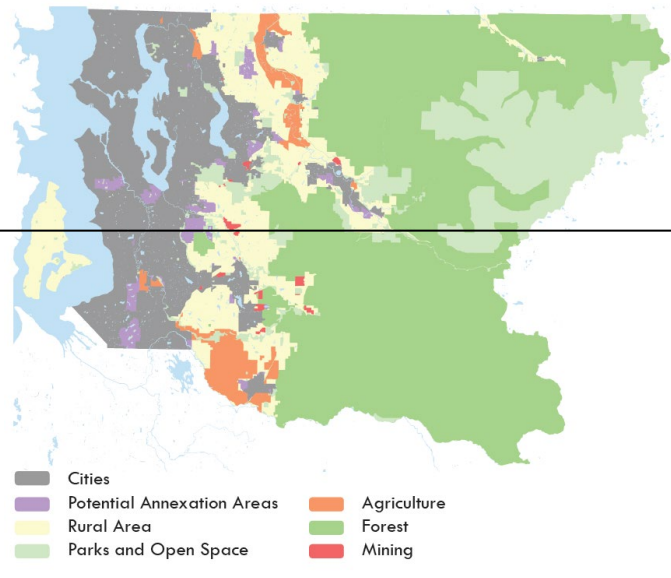 Cities
Potential Annexation Areas
Rural Area
Parks and Open Space
Agriculture
Forest
Mining